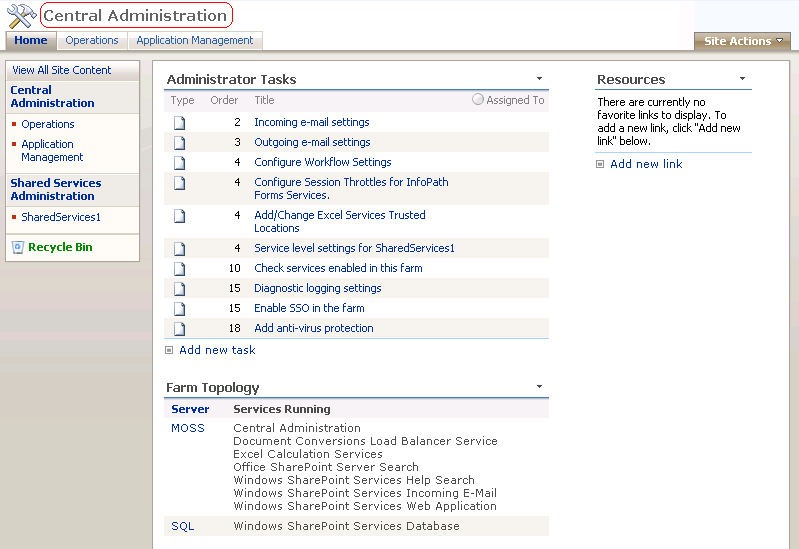 Central Administration
Home Operations Application Management
Site Actions
View All Site Content
Central
Administration
Operations
Application
Management
Shared Services
Administration
SharedServices1
Recycle Bin
Administrator Tasks
Type Order Title Assigned To
2 Incoming e-mail settings
3 Outgoing e-mail settings
4 Configure Workflow Settings
4 Configure Session Throttles for InfoPath
Forms Services.
4 Add/Change Excel Services Trusted
Locations
4 Service level settings for SharedServices1
10 Check services enabled in this farm
15 Diagnostic logging settings
15 Enable SSO in the farm
18 Add anti-virus protection
Add new task
Farm Topology
Server Services Running
MOSS Central Administration
Document Conversions Load Balancer Service
Excel Calculation Services
Office SharePoint Server Search
Windows SharePoint Services Help Search
Windows SharePoint Services Incoming E-Mail
Windows SharePoint Services Web Application
SQL Windows SharePoint Services Database
Resources
There are currently no
favorite links to display. To
add a new link, click "Add new
link" below.
Add new link